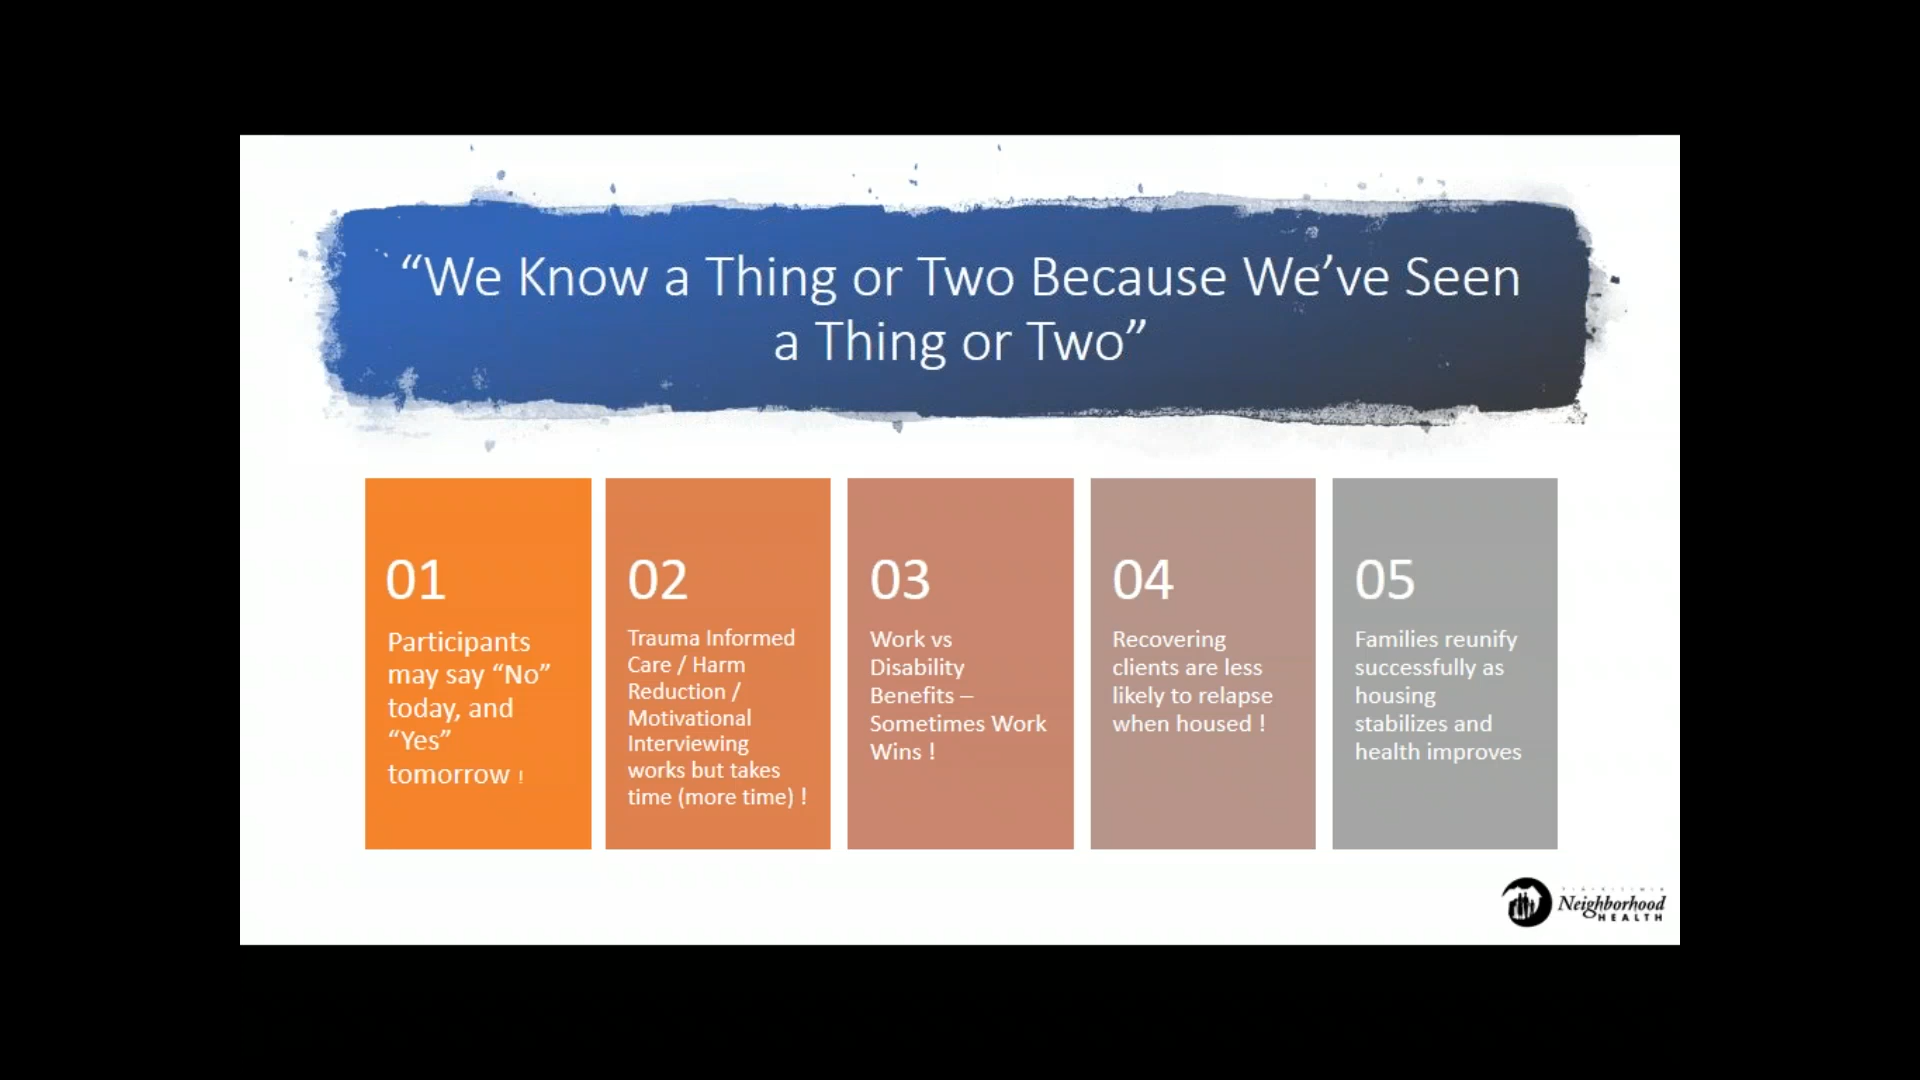 “We Know a Thing or Two Because We’ve Seen
a Thing or Two”
01
Participants
may say “No”
today, and
“Yes”
tomorrow !
02
Trauma Informed
Care / Harm
Reduction /
Motivational
Interviewing
works but takes
time (more time) !
03
Work vs
Disability
Benefits –
Sometimes Work
Wins !
04
Recovering
clients are less
likely to relapse
when housed !
05
Families reunify
successfully as
housing
stabilizes and
health improves
Neighborhood
HEALTH